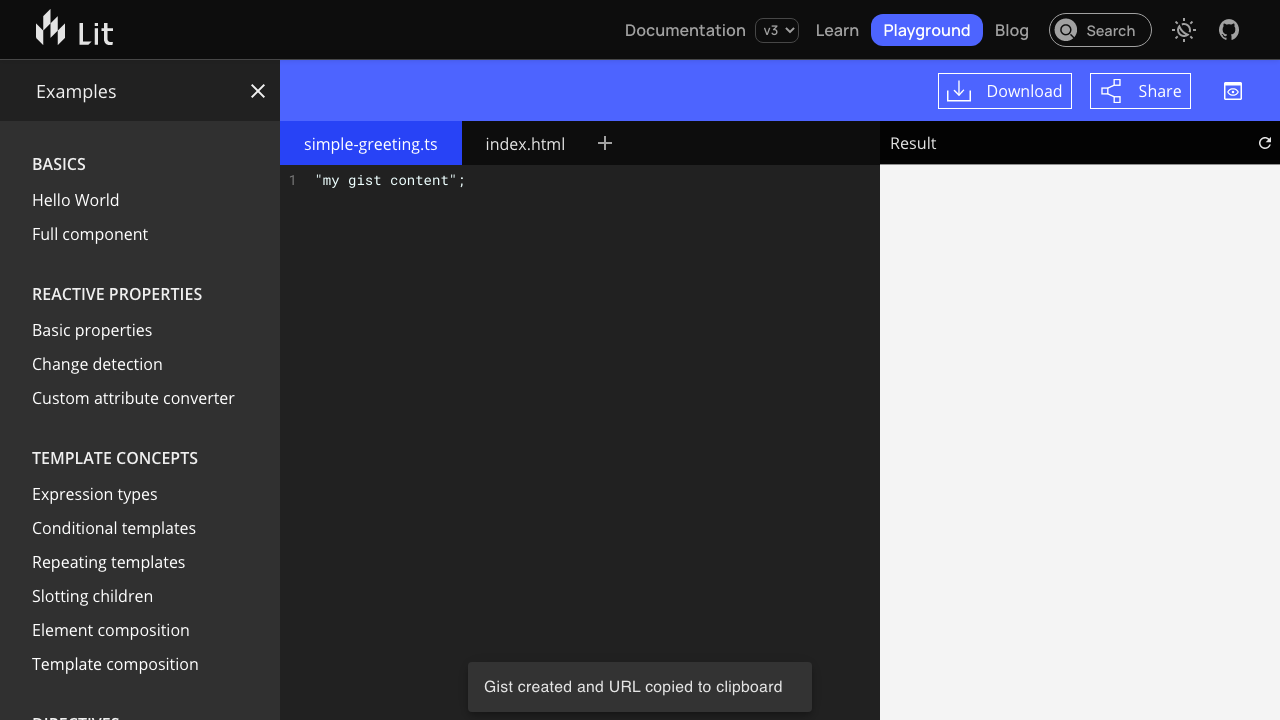 Lit
Documentation v3 Learn Playground Blog Search
Examples
Download Share
BASICS
Hello World
Full component
REACTIVE PROPERTIES
Basic properties
Change detection
Custom attribute converter
TEMPLATE CONCEPTS
Expression types
Conditional templates
Repeating templates
Slotting children
Element composition
Template composition
DIRECTIVES
simple-greeting.ts index.html
1 "my gist content";
Result
Gist created and URL copied to clipboard